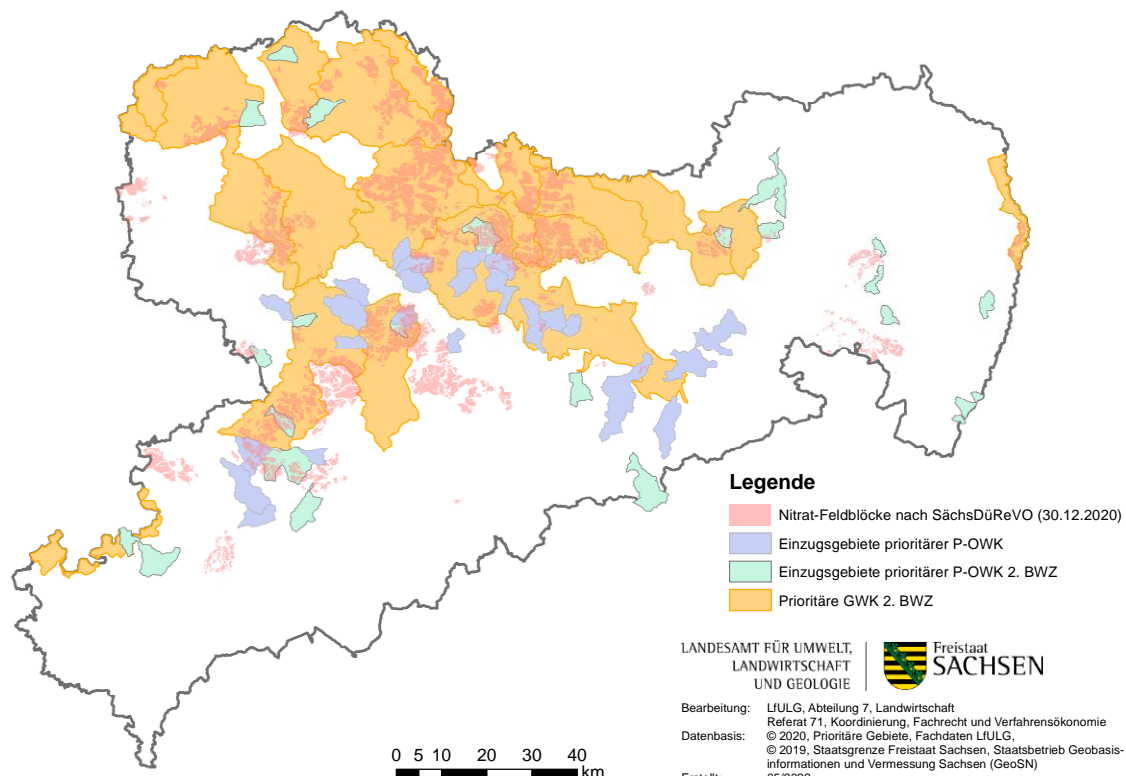 Legende
Nitrat-Feldblöcke nach SächsDüReVO (30.12.2020)
Einzugsgebiete prioritärer P-OWK
Einzugsgebiete prioritärer P-OWK 2. BWZ
Prioritäre GWK 2. BWZ
LANDESAMT FÜR UMWELT,
LANDWIRTSCHAFT
UND GEOLOGIE
Freistaat
SACHSEN
Bearbeitung: LfULG, Abteilung 7, Landwirtschaft
Referat 71, Koordinierung, Fachrecht und Verfahrensökonomie
Datenbasis: © 2020, Prioritäre Gebiete, Fachdaten LfULG,
© 2019, Staatsgrenze Freistaat Sachsen, Staatsbetrieb Geobasis-
informationen und Vermessung Sachsen (GeoSN)
0 5 10 20 30 40
km